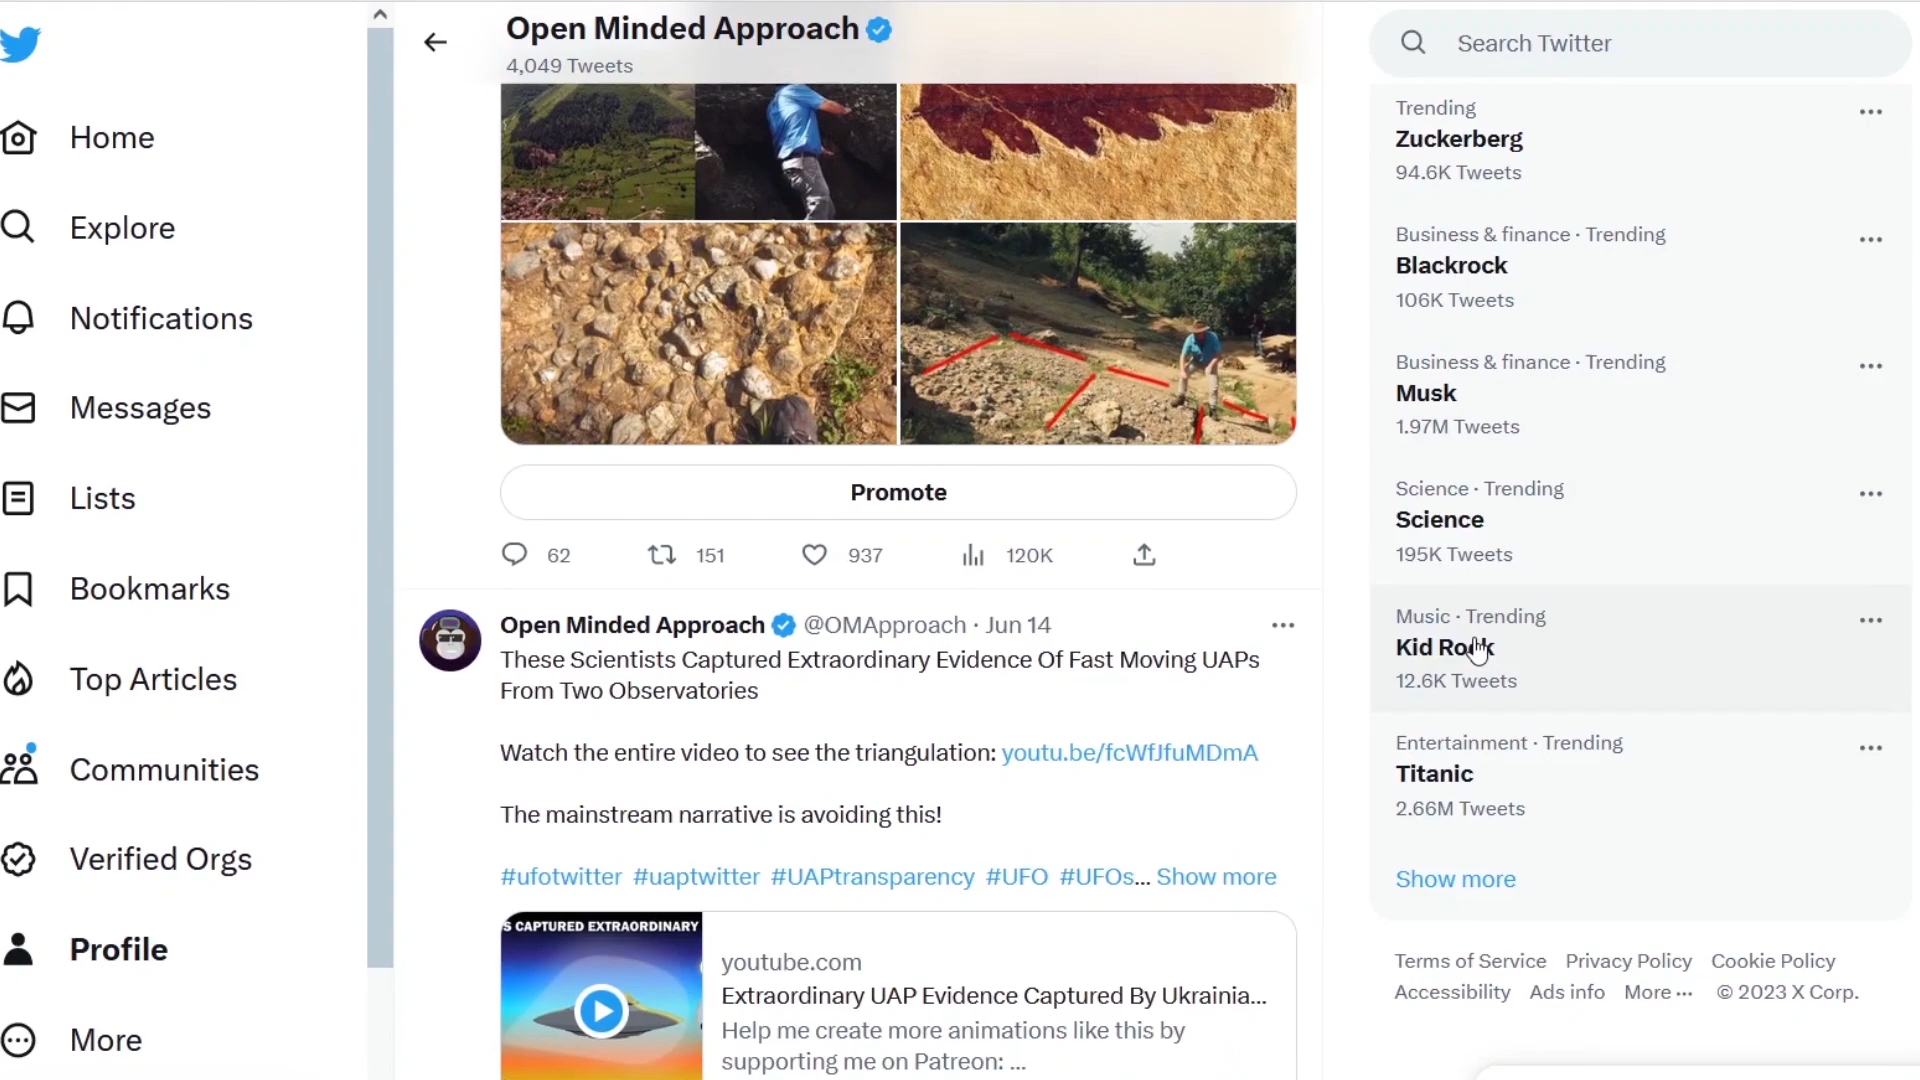 Home
Explore
Notifications
Messages
Lists
Bookmarks
Top Articles
Communities
Verified Orgs
Profile
More
Open Minded Approach
4,049 Tweets
Promote
62 151 937 120K
Open Minded Approach @OMApproach · Jun 14
These Scientists Captured Extraordinary Evidence Of Fast Moving UAPs
From Two Observatories
Watch the entire video to see the triangulation: youtu.be/fcWfJfuMDmA
The mainstream narrative is avoiding this!
#ufotwitter #uaptwitter #UAPtransparency #UFO #UFOs... Show more
S CAPTURED EXTRAORDINARY
youtube.com
Extraordinary UAP Evidence Captured By Ukrainia...
Help me create more animations like this by
supporting me on Patreon: ...
Search Twitter
Trending
Zuckerberg
94.6K Tweets
Business & finance · Trending
Blackrock
106K Tweets
Business & finance · Trending
Musk
1.97M Tweets
Science · Trending
Science
195K Tweets
Music · Trending
Kid Rock
12.6K Tweets
Entertainment · Trending
Titanic
2.66M Tweets
Show more
Terms of Service Privacy Policy Cookie Policy
Accessibility Ads info More ··· © 2023 X Corp.